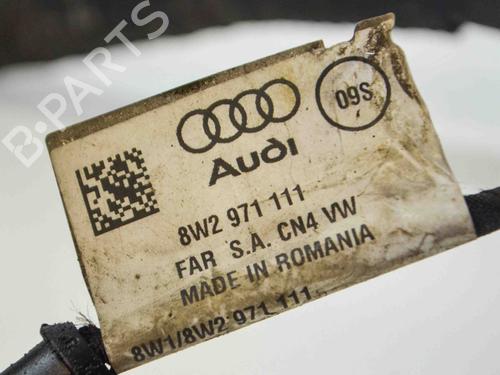 B-PARTS
09S
Audi
8W2 971 111
FAR S.A. CN4 VW
MADE IN ROMANIA
8W1/8W2 971 111